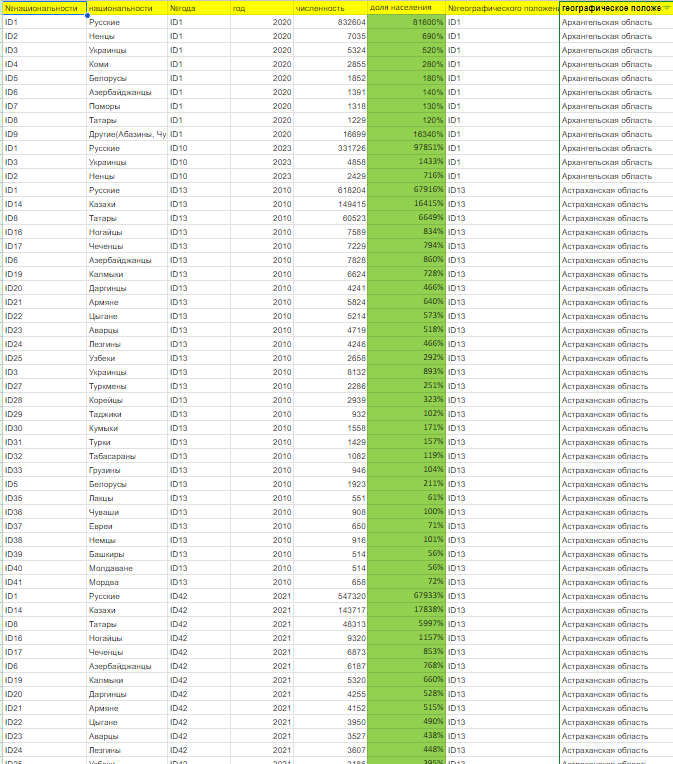 №национальности национальности №года год численность доля населения №географического положени географическое положе
ID1 Русские ID1 2020 832604 81600% ID1 Архангельская область
ID2 Ненцы ID1 2020 7035 690% ID1 Архангельская область
ID3 Украинцы ID1 2020 5324 520% ID1 Архангельская область
ID4 Коми ID1 2020 2855 280% ID1 Архангельская область
ID5 Белорусы ID1 2020 1852 180% ID1 Архангельская область
ID6 Азербайджанцы ID1 2020 1391 140% ID1 Архангельская область
ID7 Поморы ID1 2020 1318 130% ID1 Архангельская область
ID8 Татары ID1 2020 1229 120% ID1 Архангельская область
ID9 Другие(Абазины, Чу ID1 2020 16699 16340% ID1 Архангельская область
ID1 Русские ID10 2023 331726 97851% ID1 Архангельская область
ID3 Украинцы ID10 2023 4858 1433% ID1 Архангельская область
ID2 Ненцы ID10 2023 2429 716% ID1 Архангельская область
ID1 Русские ID13 2010 618204 67916% ID13 Астраханская область
ID14 Казахи ID13 2010 149415 16415% ID13 Астраханская область
ID8 Татары ID13 2010 60523 6649% ID13 Астраханская область
ID16 Ногайцы ID13 2010 7589 834% ID13 Астраханская область
ID17 Чеченцы ID13 2010 7229 794% ID13 Астраханская область
ID6 Азербайджанцы ID13 2010 7828 860% ID13 Астраханская область
ID19 Калмыки ID13 2010 6624 728% ID13 Астраханская область
ID20 Даргинцы ID13 2010 4241 466% ID13 Астраханская область
ID21 Армяне ID13 2010 5824 640% ID13 Астраханская область
ID22 Цыгане ID13 2010 5214 573% ID13 Астраханская область
ID23 Аварцы ID13 2010 4719 518% ID13 Астраханская область
ID24 Лезгины ID13 2010 4246 466% ID13 Астраханская область
ID25 Узбеки ID13 2010 2658 292% ID13 Астраханская область
ID3 Украинцы ID13 2010 8132 893% ID13 Астраханская область
ID27 Туркмены ID13 2010 2286 251% ID13 Астраханская область
ID28 Корейцы ID13 2010 2939 323% ID13 Астраханская область
ID29 Таджики ID13 2010 932 102% ID13 Астраханская область
ID30 Кумыки ID13 2010 1558 171% ID13 Астраханская область
ID31 Турки ID13 2010 1429 157% ID13 Астраханская область
ID32 Табасараны ID13 2010 1082 119% ID13 Астраханская область
ID33 Грузины ID13 2010 946 104% ID13 Астраханская область
ID5 Белорусы ID13 2010 1923 211% ID13 Астраханская область
ID35 Лакцы ID13 2010 551 61% ID13 Астраханская область
ID36 Чуваши ID13 2010 908 100% ID13 Астраханская область
ID37 Евреи ID13 2010 650 71% ID13 Астраханская область
ID38 Немцы ID13 2010 916 101% ID13 Астраханская область
ID39 Башкиры ID13 2010 514 56% ID13 Астраханская область
ID40 Молдаване ID13 2010 514 56% ID13 Астраханская область
ID41 Мордва ID13 2010 658 72% ID13 Астраханская область
ID1 Русские ID42 2021 547320 67933% ID13 Астраханская область
ID14 Казахи ID42 2021 143717 17838% ID13 Астраханская область
ID8 Татары ID42 2021 48313 5997% ID13 Астраханская область
ID16 Ногайцы ID42 2021 9320 1157% ID13 Астраханская область
ID17 Чеченцы ID42 2021 6873 853% ID13 Астраханская область
ID6 Азербайджанцы ID42 2021 6187 768% ID13 Астраханская область
ID19 Калмыки ID42 2021 5320 660% ID13 Астраханская область
ID20 Даргинцы ID42 2021 4255 528% ID13 Астраханская область
ID21 Армяне ID42 2021 4152 515% ID13 Астраханская область
ID22 Цыгане ID42 2021 3950 490% ID13 Астраханская область
ID23 Аварцы ID42 2021 3527 438% ID13 Астраханская область
ID24 Лезгины ID42 2021 3607 448% ID13 Астраханская область
ID25 Узбеки ID42 2021 3186 395% ID13 Астраханская область